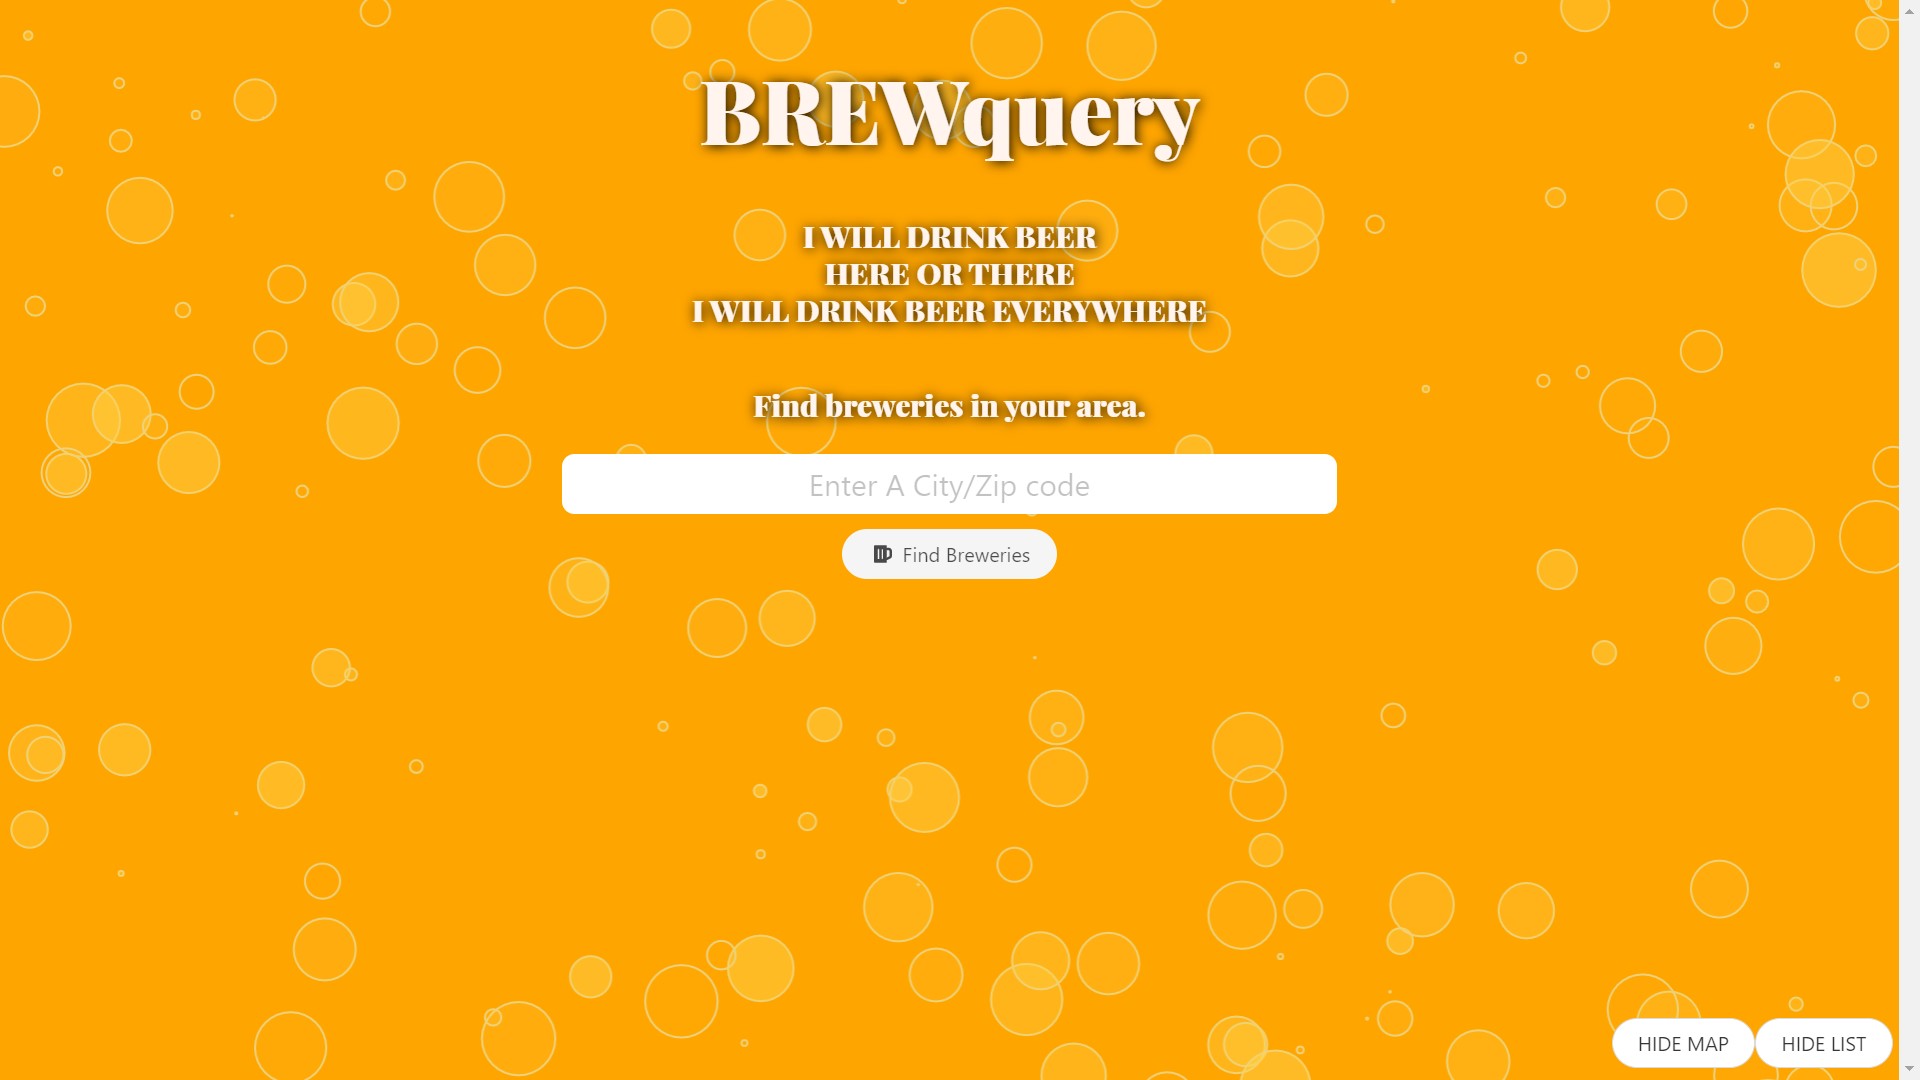 BREWquery
I WILL DRINK BEER
HERE OR THERE
I WILL DRINK BEER EVERYWHERE
Find breweries in your area.
Enter A City/Zip code
Find Breweries
HIDE MAP
HIDE LIST